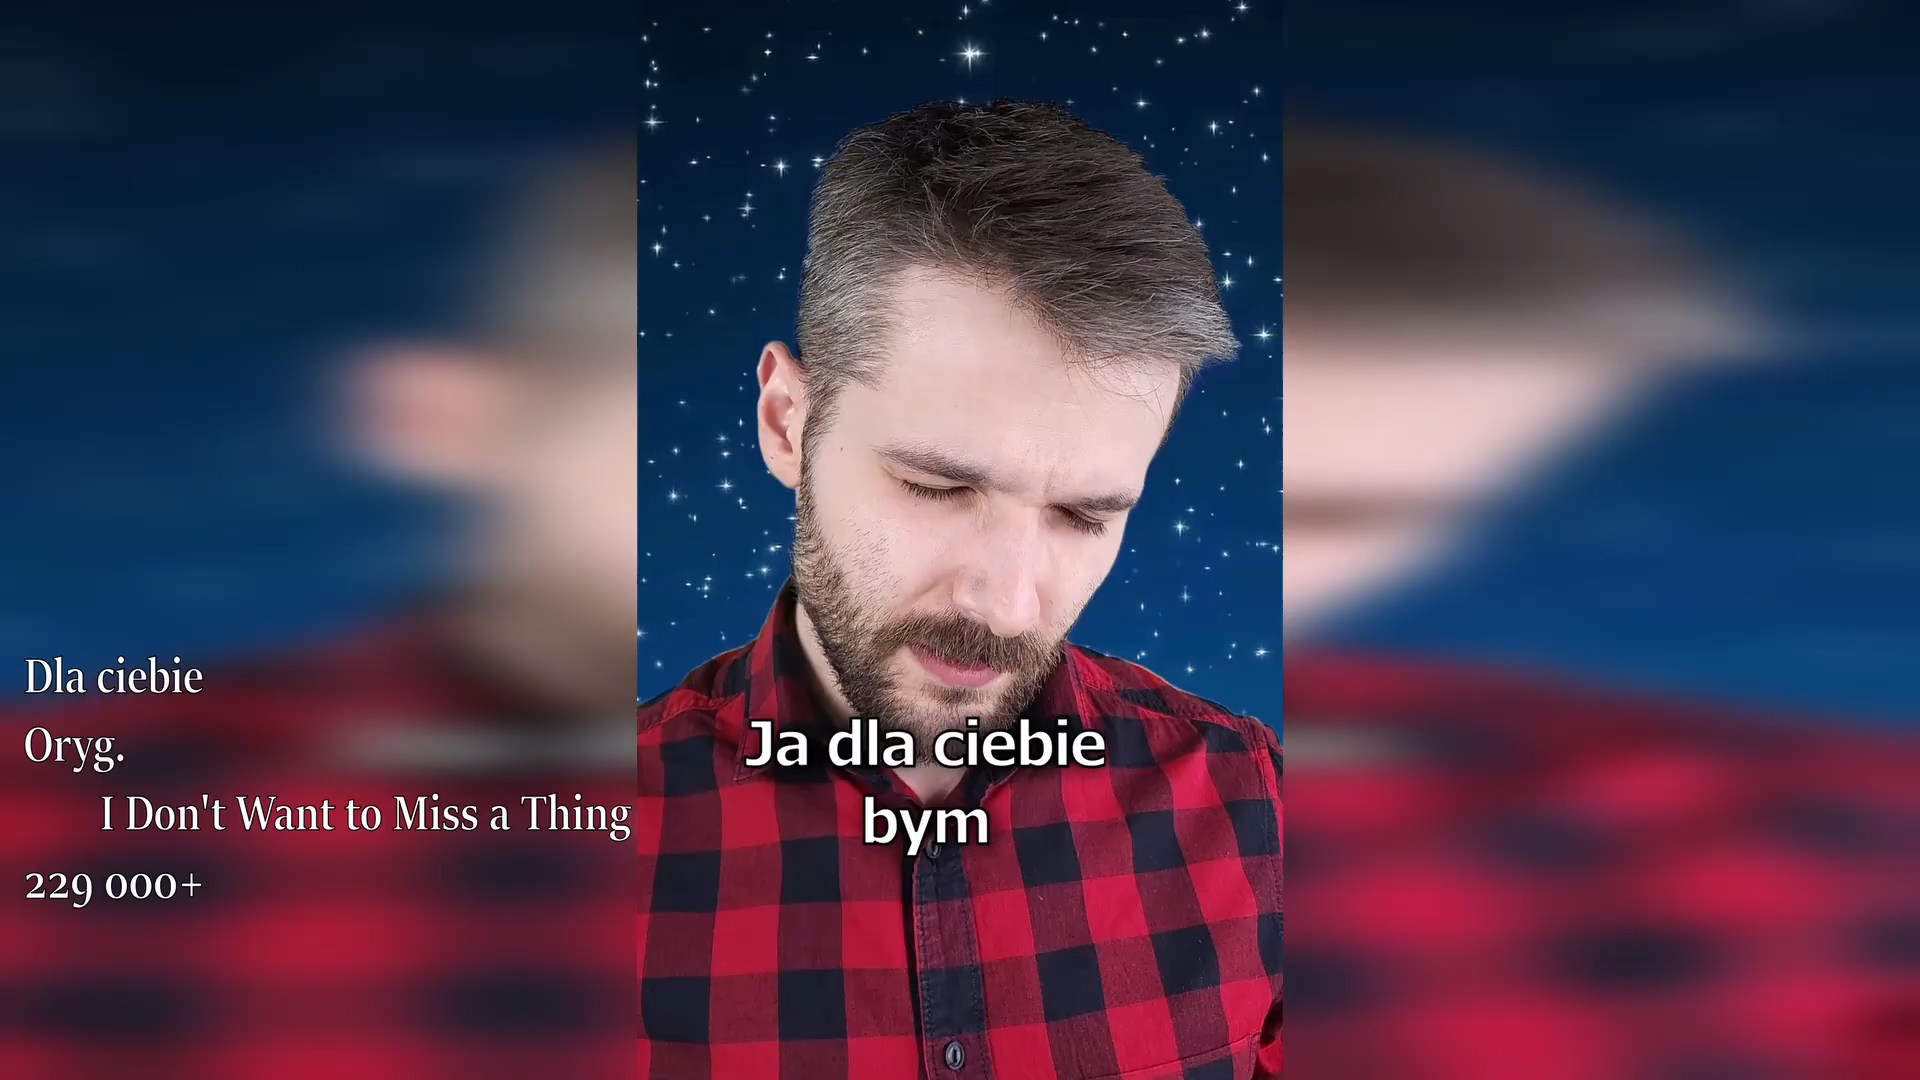 Dla ciebie
Oryg.
I Don't Want to Miss a Thing
229 000+
Ja dla ciebie
bym